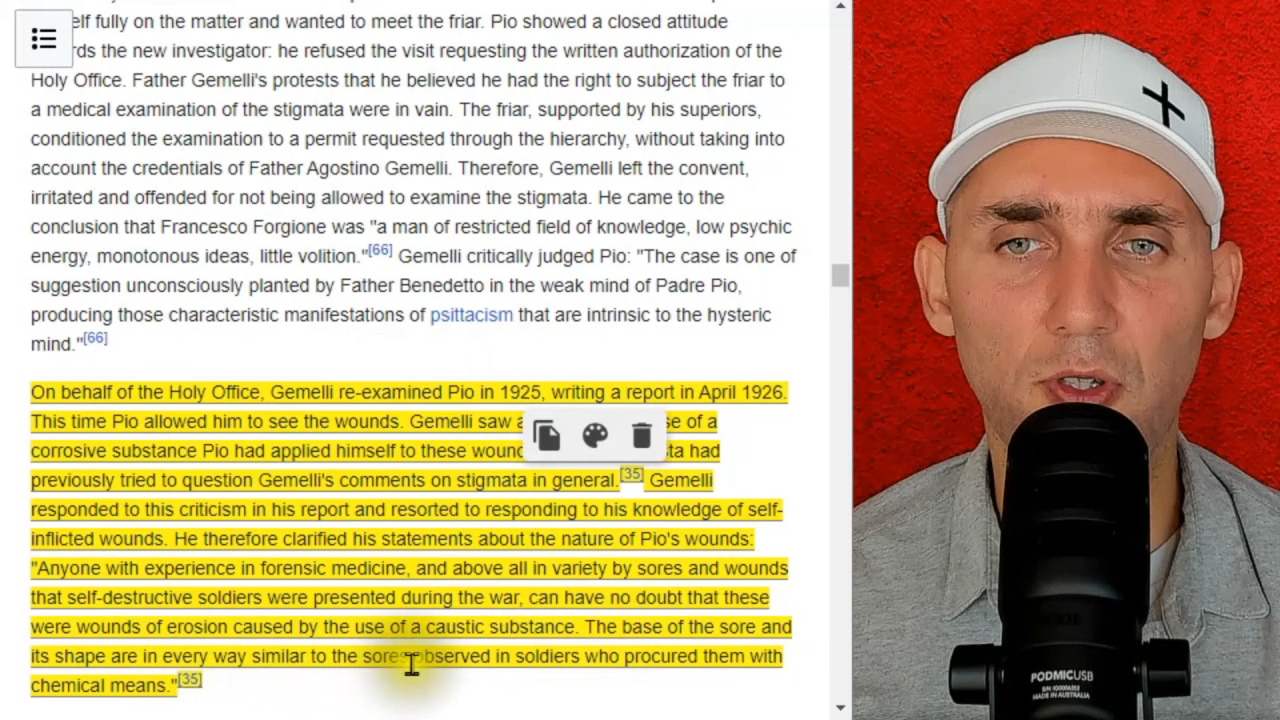 elf fully on the matter and wanted to meet the friar. Pio showed a closed attitude
rds the new investigator: he refused the visit requesting the written authorization of the
Holy Office. Father Gemelli's protests that he believed he had the right to subject the friar to
a medical examination of the stigmata were in vain. The friar, supported by his superiors,
conditioned the examination to a permit requested through the hierarchy, without taking into
account the credentials of Father Agostino Gemelli. Therefore, Gemelli left the convent,
irritated and offended for not being allowed to examine the stigmata. He came to the
conclusion that Francesco Forgione was "a man of restricted field of knowledge, low psychic
energy, monotonous ideas, little volition."[66] Gemelli critically judged Pio: "The case is one of
suggestion unconsciously planted by Father Benedetto in the weak mind of Padre Pio,
producing those characteristic manifestations of psittacism that are intrinsic to the hysteric
mind."[66]
On behalf of the Holy Office, Gemelli re-examined Pio in 1925, writing a report in April 1926.
This time Pio allowed him to see the wounds. Gemelli saw a se of a
corrosive substance Pio had applied himself to these wound sta had
previously tried to question Gemelli's comments on stigmata in general.[35] Gemelli
responded to this criticism in his report and resorted to responding to his knowledge of self-
inflicted wounds. He therefore clarified his statements about the nature of Pio's wounds:
"Anyone with experience in forensic medicine, and above all in variety by sores and wounds
that self-destructive soldiers were presented during the war, can have no doubt that these
were wounds of erosion caused by the use of a caustic substance. The base of the sore and
its shape are in every way similar to the sores observed in soldiers who procured them with
chemical means."[35]
PODMICUSB
MADE IN AUSTRALIA